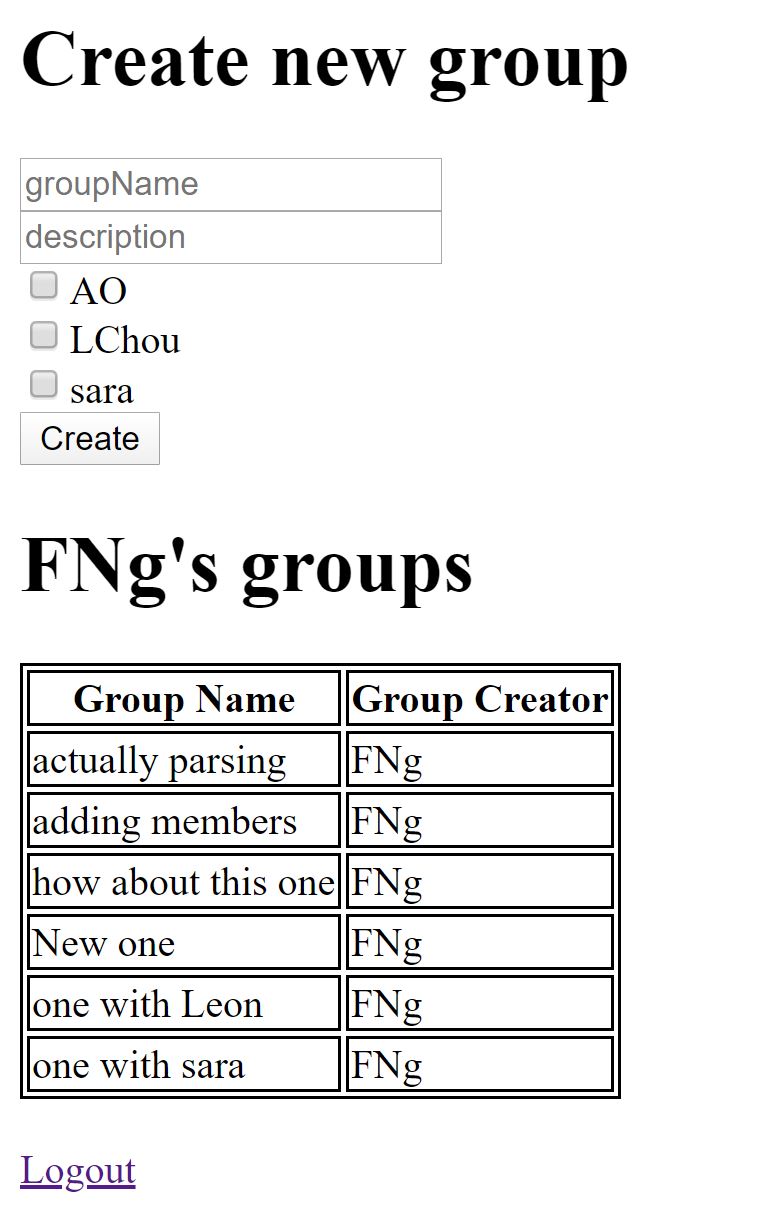 Create new group
groupName
description
AO
LChou
sara
Create
FNg's groups
Group Name Group Creator
actually parsing FNg
adding members FNg
how about this one FNg
New one FNg
one with Leon FNg
one with sara FNg
Logout